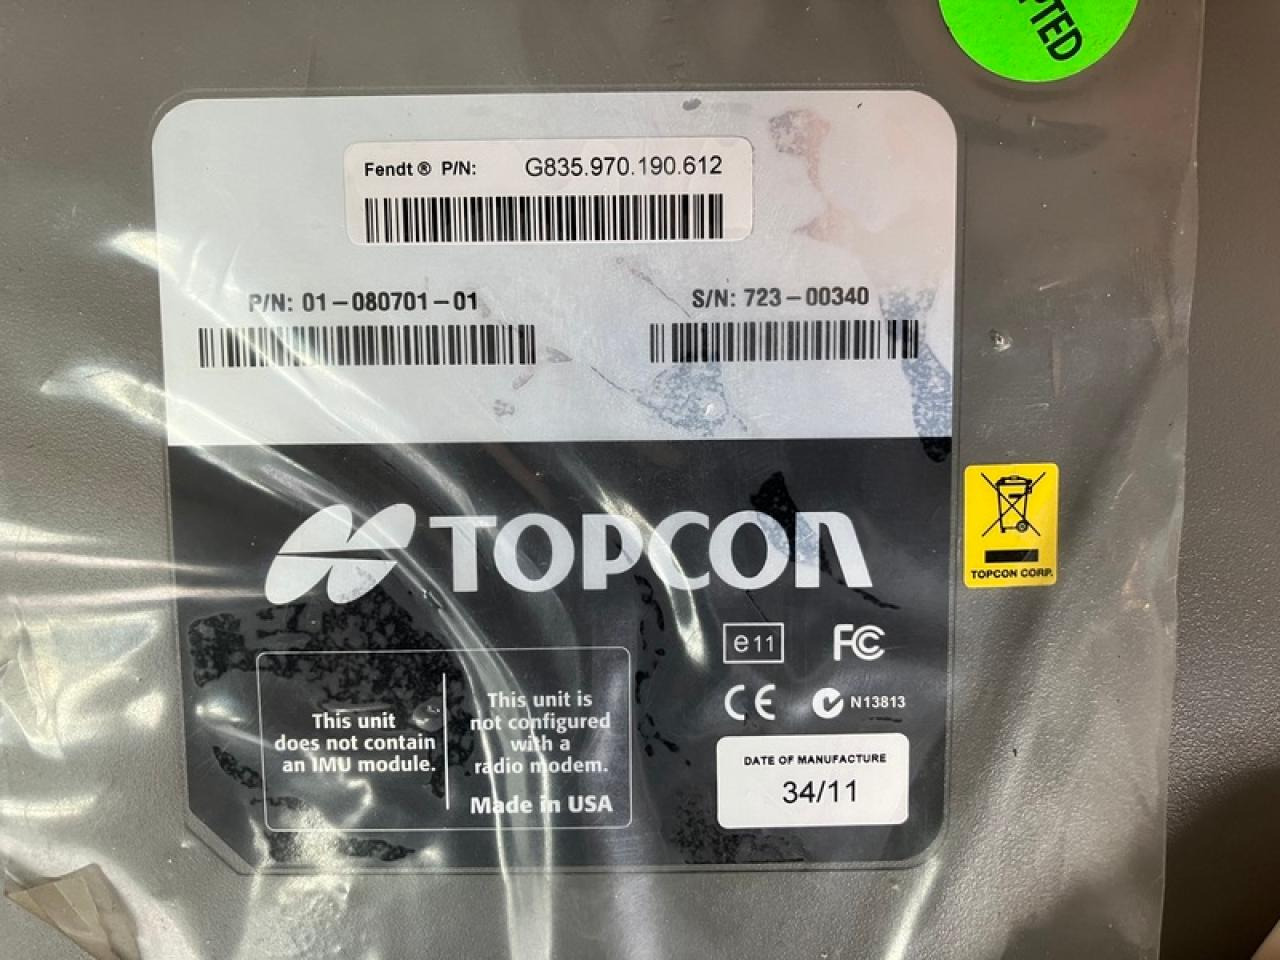 PTED
Fendt ® P/N: G835.970.190.612
P/N: 01-080701-01
S/N: 723-00340
TOPCON
TOPCON CORP.
e11
FC
CE
N13813
This unit
does not contain
an IMU module.
This unit is
not configured
with a
radio modem.
Made in USA
DATE OF MANUFACTURE
34/11